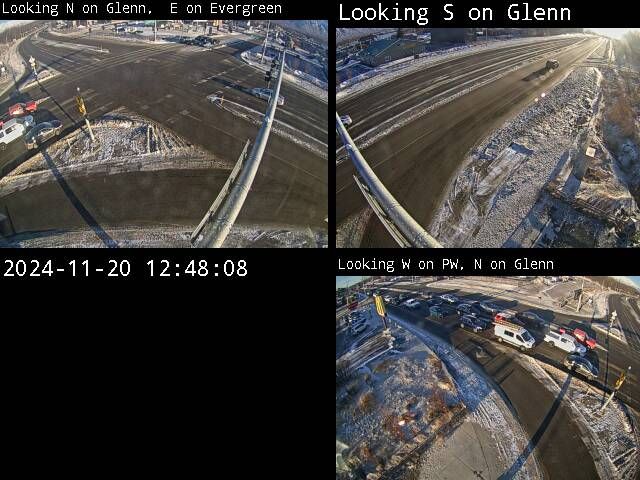 Looking N on Glenn, E on Evergreen
Looking S on Glenn
2024-11-20 12:48:08
Looking W on PW, N on Glenn